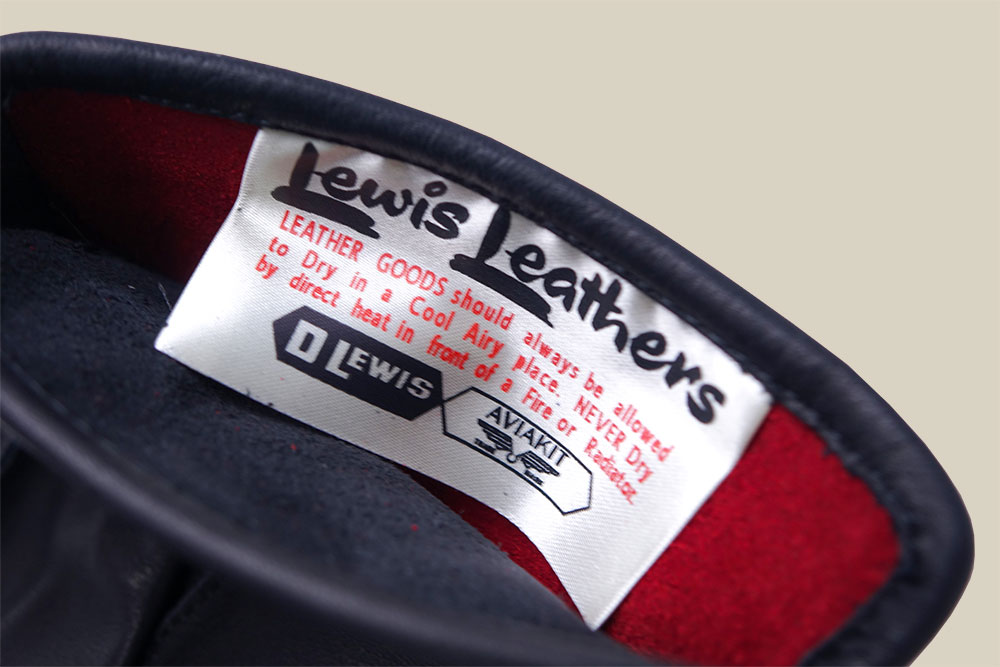 Lewis Leathers
LEATHER GOODS should always be allowed
to Dry in a Cool Airy place. NEVER Dry
by direct heat in front of a Fire or Radiator.
D LEWIS
AVIAKIT